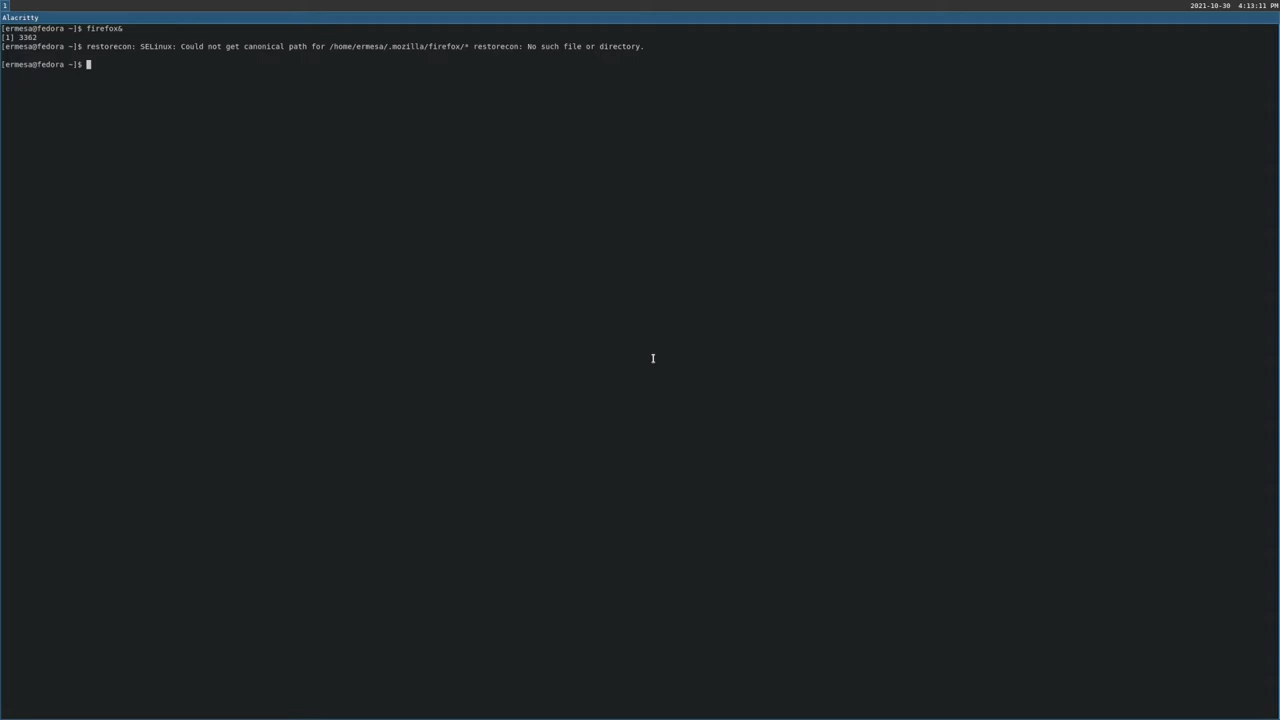 1
2021-10-30 4:13:11 PM
Alacritty
[ermesa@fedora ~]$ firefox&
[1] 3362
[ermesa@fedora ~]$ restorecon: SELinux: Could not get canonical path for /home/ermesa/.mozilla/firefox/* restorecon: No such file or directory.
[ermesa@fedora ~]$